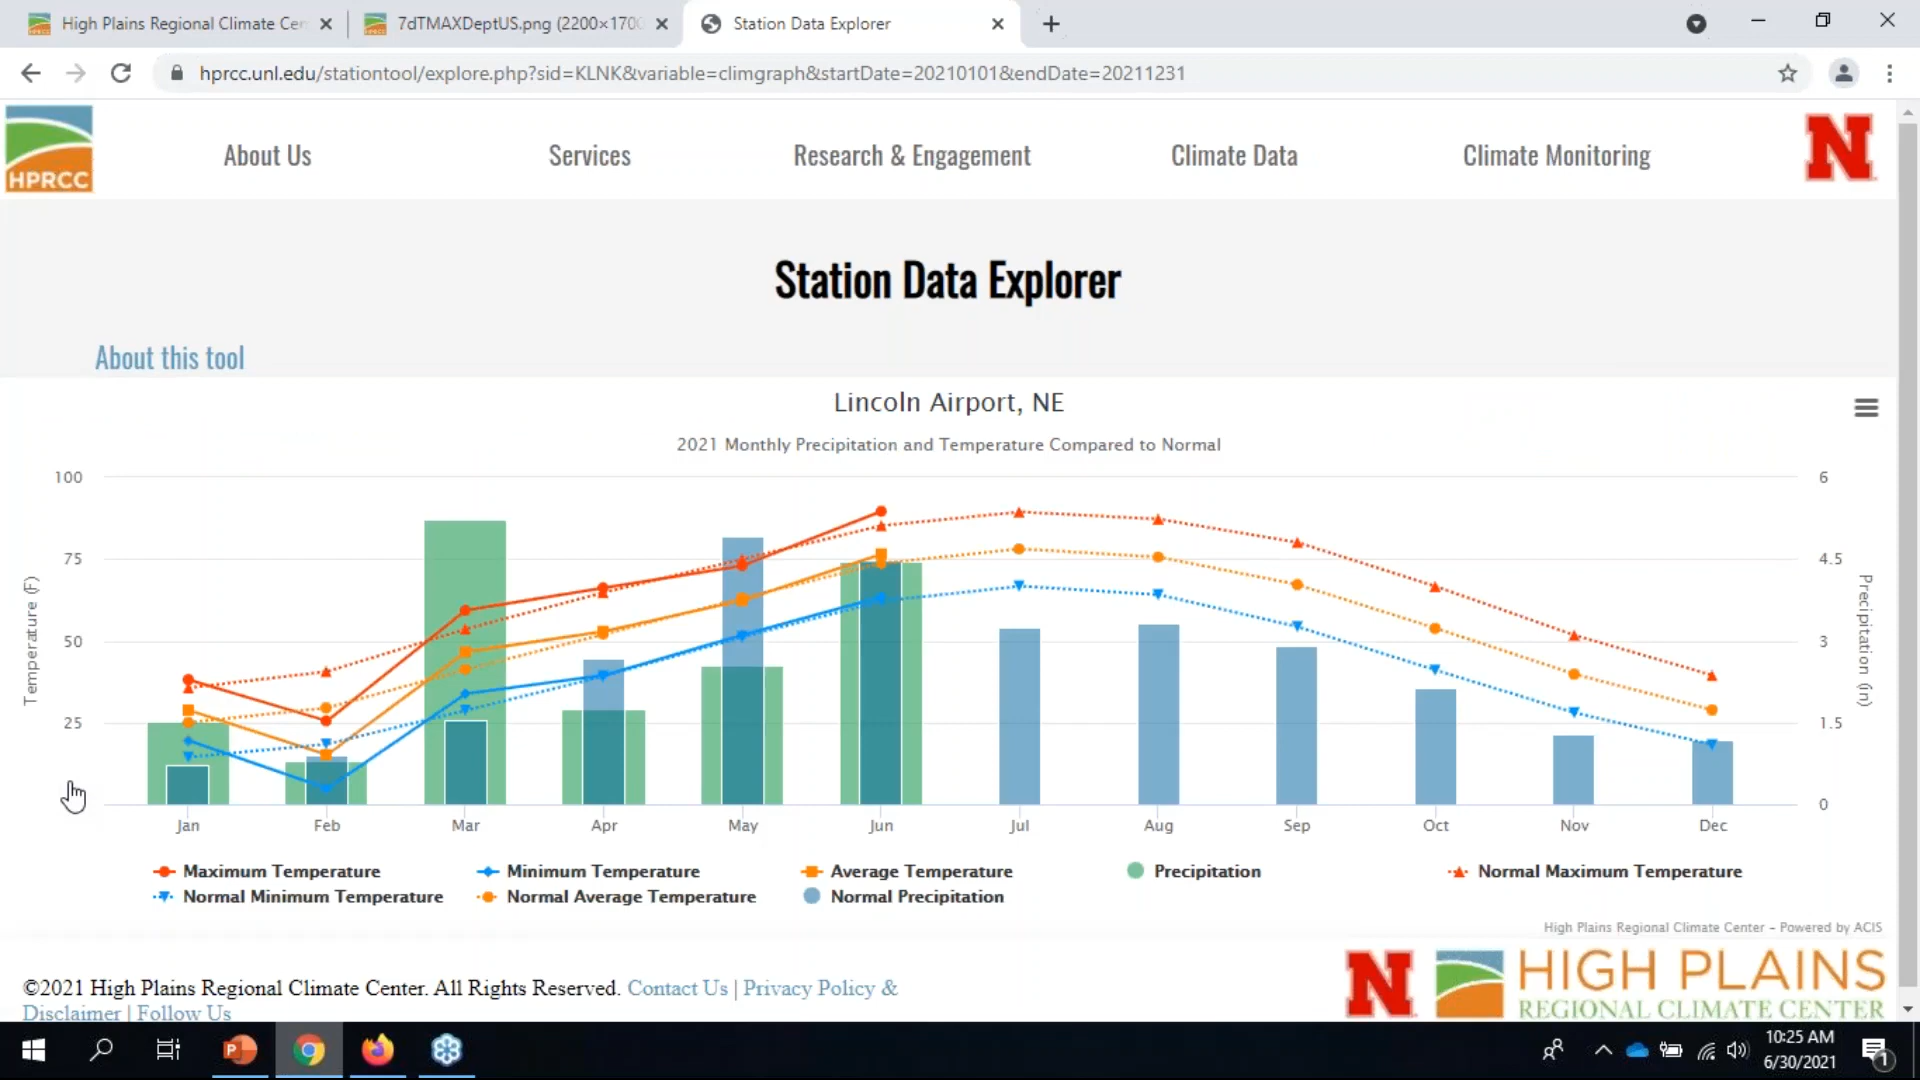 High Plains Regional Climate Cen
7dTMAXDeptUS.png (2200×170
Station Data Explorer
hprcc.unl.edu/stationtool/explore.php?sid=KLNK&variable=climgraph&startDate=20210101&endDate=20211231
HPRCC
About Us
Services
Research & Engagement
Climate Data
Climate Monitoring
N
Station Data Explorer
About this tool
Lincoln Airport, NE
2021 Monthly Precipitation and Temperature Compared to Normal
100 6
75 4.5
50 3
25 1.5
0
Temperature (F)
Precipitation (in)
Jan Feb Mar Apr May Jun Jul Aug Sep Oct Nov Dec
Maximum Temperature Minimum Temperature Average Temperature Precipitation Normal Maximum Temperature
Normal Minimum Temperature Normal Average Temperature Normal Precipitation
High Plains Regional Climate Center - Powered by ACIS
©2021 High Plains Regional Climate Center. All Rights Reserved. Contact Us | Privacy Policy &
Disclaimer | Follow Us
N
HIGH PLAINS
REGIONAL CLIMATE CENTER
P
10:25 AM
6/30/2021
1